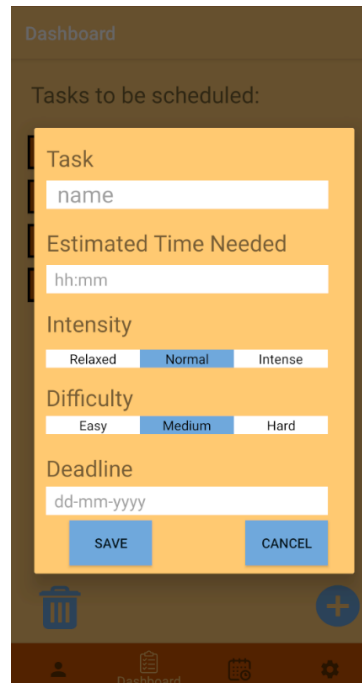 Dashboard
Tasks to be scheduled:
Task
name
Estimated Time Needed
hh:mm
Intensity
Relaxed Normal Intense
Difficulty
Easy Medium Hard
Deadline
dd-mm-yyyy
SAVE CANCEL
Dashboard